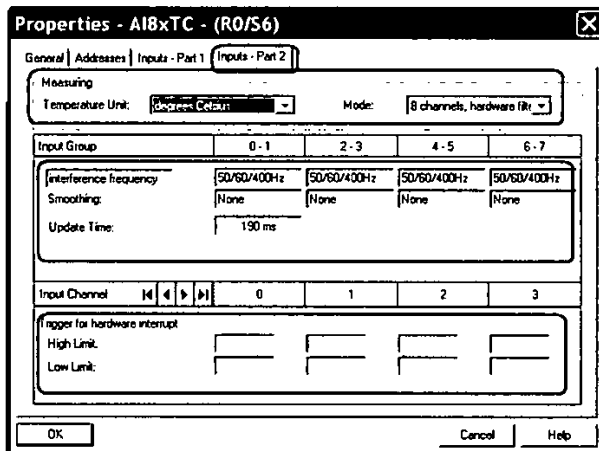 Properties - AI8xTC - (R0/S6)
General Addresses Inputs - Part 1 Inputs - Part 2
Measuring
Temperature Unit: degrees Celsius Mode: 8 channels, hardware filte
Input Group 0 - 1 2 - 3 4 - 5 6 - 7
interference frequency 50/60/400Hz 50/60/400Hz 50/60/400Hz 50/60/400Hz
Smoothing: None None None None
Update Time: 190 ms
Input Channel 0 1 2 3
Trigger for hardware interrupt
High Limit:
Low Limit:
OK Cancel Help